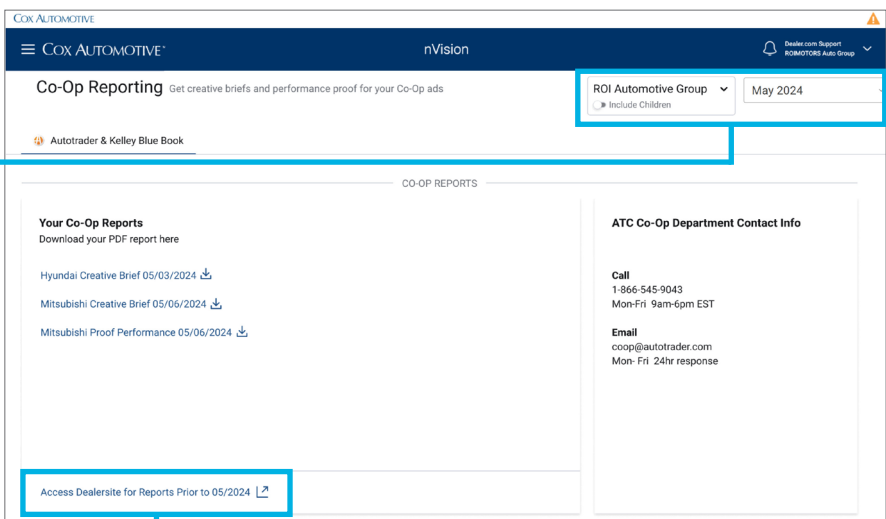 COX AUTOMOTIVE
COX AUTOMOTIVE
nVision
Dealer.com Support
ROIMOTORS Auto Group
Co-Op Reporting Get creative briefs and performance proof for your Co-Op ads
ROI Automotive Group
Include Children
May 2024
Autotrader & Kelley Blue Book
CO-OP REPORTS
Your Co-Op Reports
Download your PDF report here
Hyundai Creative Brief 05/03/2024
Mitsubishi Creative Brief 05/06/2024
Mitsubishi Proof Performance 05/06/2024
Access Dealersite for Reports Prior to 05/2024
ATC Co-Op Department Contact Info
Call
1-866-545-9043
Mon-Fri 9am-6pm EST
Email
coop@autotrader.com
Mon- Fri 24hr response